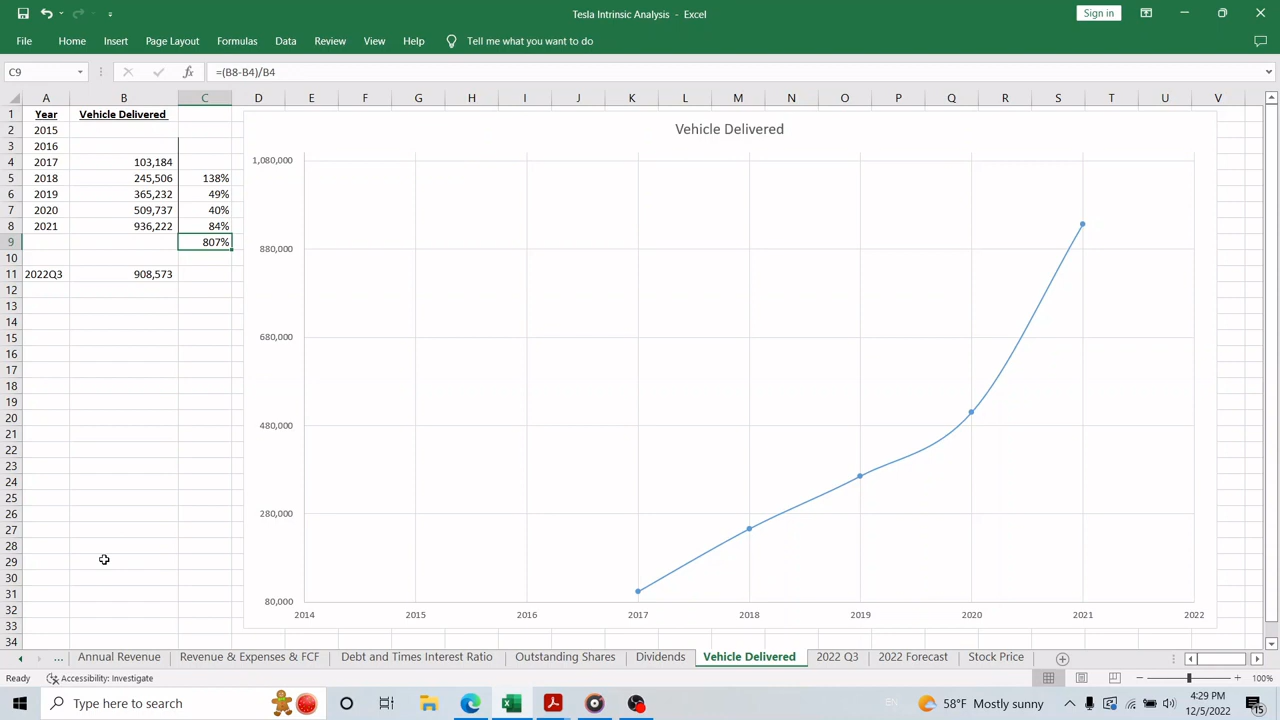 Tesla Intrinsic Analysis - Excel
Sign in
File Home Insert Page Layout Formulas Data Review View Help Tell me what you want to do
C9 fx =(B8-B4)/B4
A B C D E F G H I J K L M N O P Q R S T U V
1 Year Vehicle Delivered
2 2015
3 2016
4 2017 103,184
5 2018 245,506 138%
6 2019 365,232 49%
7 2020 509,737 40%
8 2021 936,222 84%
9 807%
10
11 2022Q3 908,573
12
13
14
15
16
17
18
19
20
21
22
23
24
25
26
27
28
29
30
31
32
33
34
Vehicle Delivered
1,080,000
880,000
680,000
480,000
280,000
80,000
2014 2015 2016 2017 2018 2019 2020 2021 2022
... Annual Revenue Revenue & Expenses & FCF Debt and Times Interest Ratio Outstanding Shares Dividends Vehicle Delivered 2022 Q3 2022 Forecast Stock Price
Ready Accessibility: Investigate 100%
Type here to search
58°F Mostly sunny
4:29 PM
12/5/2022
15